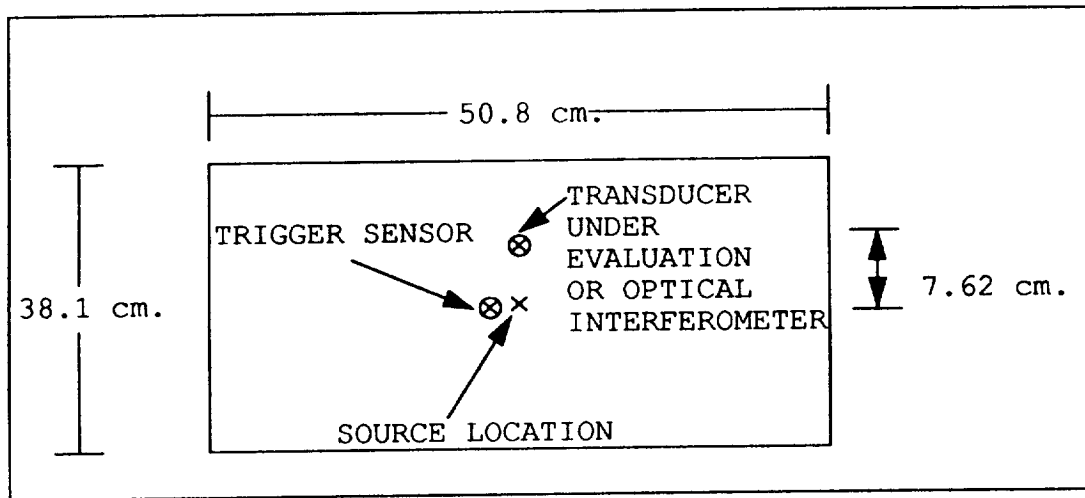 50.8 cm.
TRANSDUCER
UNDER
EVALUATION
OR OPTICAL
INTERFEROMETER
TRIGGER SENSOR
7.62 cm.
38.1 cm.
SOURCE LOCATION